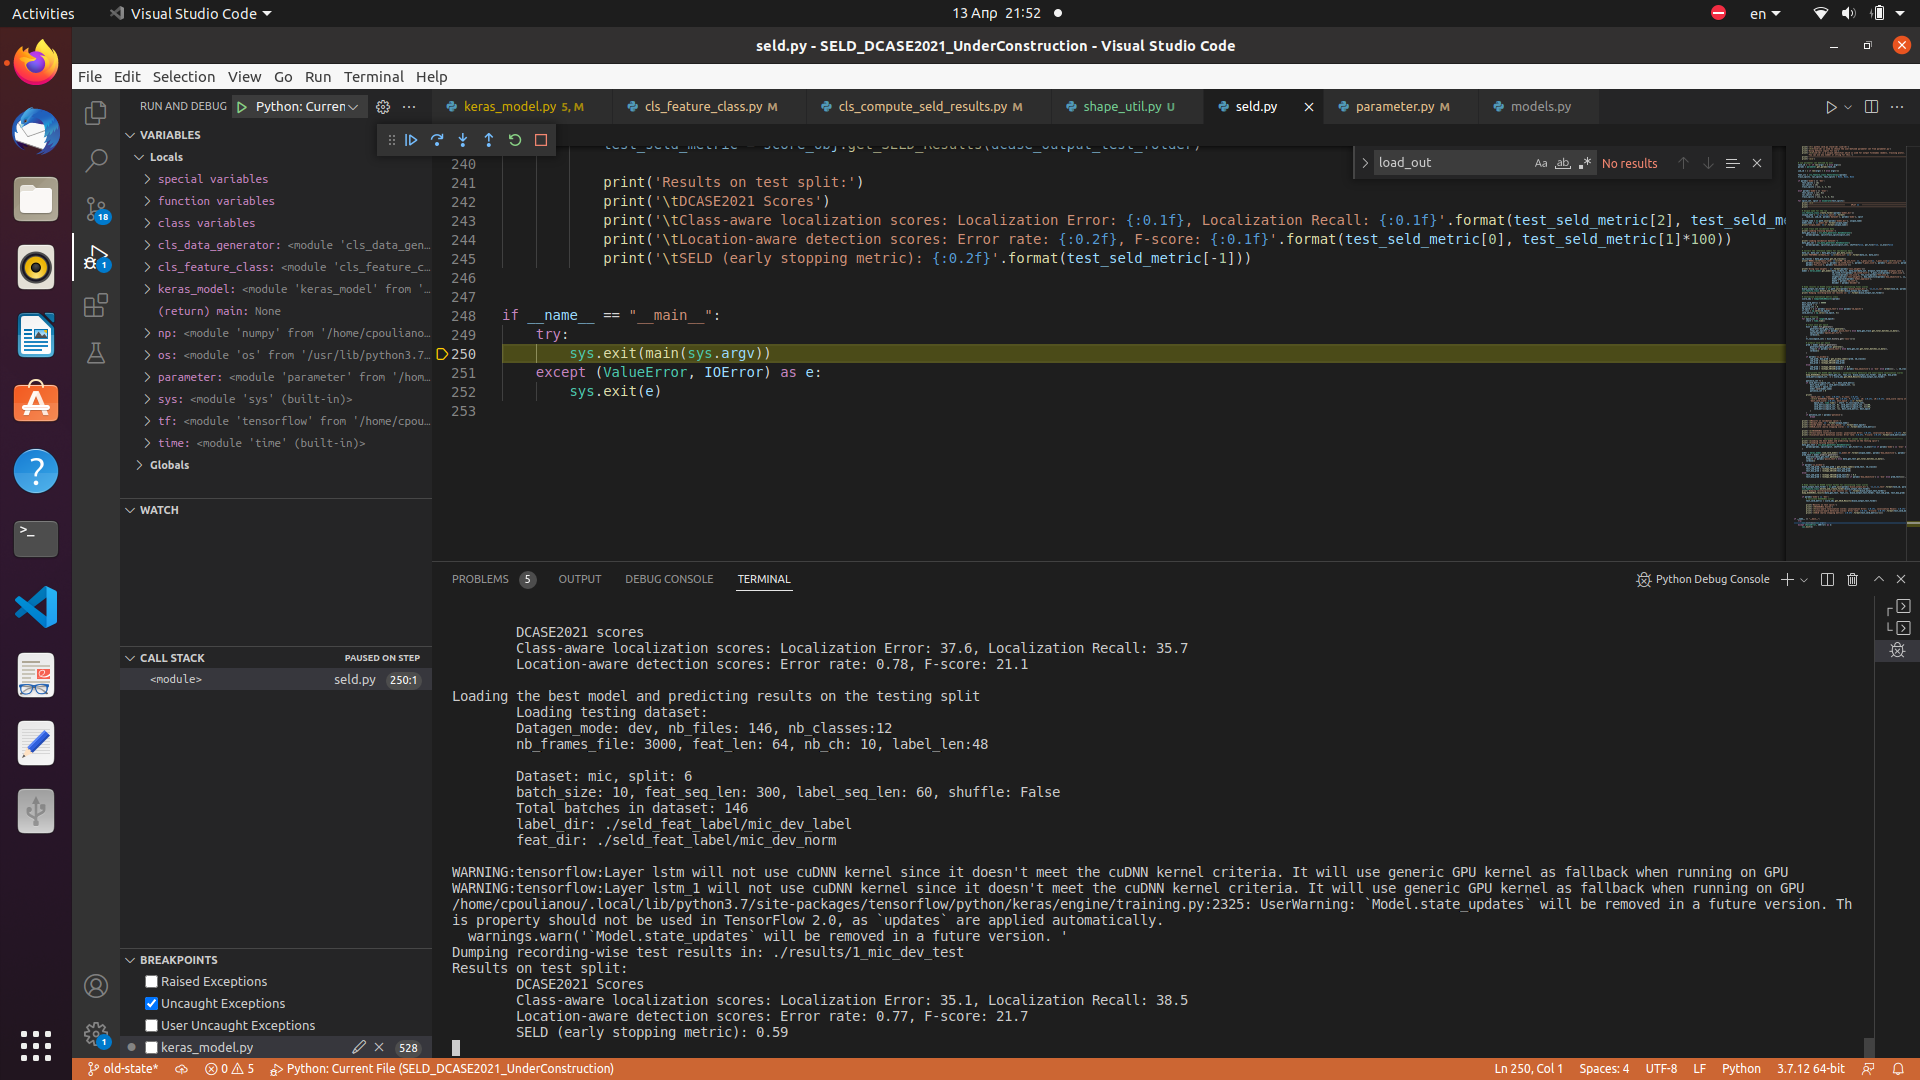 Activities
Visual Studio Code
13 Απρ 21:52
en
seld.py - SELD_DCASE2021_UnderConstruction - Visual Studio Code
File Edit Selection View Go Run Terminal Help
RUN AND DEBUG
Python: Curren
keras_model.py 5, M
cls_feature_class.py M
cls_compute_seld_results.py M
shape_util.py U
seld.py
parameter.py M
models.py
VARIABLES
Locals
special variables
function variables
class variables
cls_data_generator: <module 'cls_data_gen…
cls_feature_class: <module 'cls_feature_c…
keras_model: <module 'keras_model' from '…
(return) main: None
np: <module 'numpy' from '/home/cpouliano…
os: <module 'os' from '/usr/lib/python3.7…
parameter: <module 'parameter' from '/hom…
sys: <module 'sys' (built-in)>
tf: <module 'tensorflow' from '/home/cpou…
time: <module 'time' (built-in)>
Globals
WATCH
CALL STACK
PAUSED ON STEP
<module>
seld.py 250:1
BREAKPOINTS
Raised Exceptions
Uncaught Exceptions
User Uncaught Exceptions
keras_model.py
528
18
1
1
load_out
Aa
ab
No results
240
241 print('Results on test split:')
242 print('\tDCASE2021 Scores')
243 print('\tClass-aware localization scores: Localization Error: {:0.1f}, Localization Recall: {:0.1f}'.format(test_seld_metric[2], test_seld_m
244 print('\tLocation-aware detection scores: Error rate: {:0.2f}, F-score: {:0.1f}'.format(test_seld_metric[0], test_seld_metric[1]*100))
245 print('\tSELD (early stopping metric): {:0.2f}'.format(test_seld_metric[-1]))
246
247
248 if __name__ == "__main__":
249 try:
250 sys.exit(main(sys.argv))
251 except (ValueError, IOError) as e:
252 sys.exit(e)
253
PROBLEMS 5 OUTPUT DEBUG CONSOLE TERMINAL
Python Debug Console
DCASE2021 scores
Class-aware localization scores: Localization Error: 37.6, Localization Recall: 35.7
Location-aware detection scores: Error rate: 0.78, F-score: 21.1
Loading the best model and predicting results on the testing split
Loading testing dataset:
Datagen_mode: dev, nb_files: 146, nb_classes:12
nb_frames_file: 3000, feat_len: 64, nb_ch: 10, label_len:48
Dataset: mic, split: 6
batch_size: 10, feat_seq_len: 300, label_seq_len: 60, shuffle: False
Total batches in dataset: 146
label_dir: ./seld_feat_label/mic_dev_label
feat_dir: ./seld_feat_label/mic_dev_norm
WARNING:tensorflow:Layer lstm will not use cuDNN kernel since it doesn't meet the cuDNN kernel criteria. It will use generic GPU kernel as fallback when running on GPU
WARNING:tensorflow:Layer lstm_1 will not use cuDNN kernel since it doesn't meet the cuDNN kernel criteria. It will use generic GPU kernel as fallback when running on GPU
/home/cpoulianou/.local/lib/python3.7/site-packages/tensorflow/python/keras/engine/training.py:2325: UserWarning: `Model.state_updates` will be removed in a future version. Th
is property should not be used in TensorFlow 2.0, as `updates` are applied automatically.
warnings.warn('`Model.state_updates` will be removed in a future version. '
Dumping recording-wise test results in: ./results/1_mic_dev_test
Results on test split:
DCASE2021 Scores
Class-aware localization scores: Localization Error: 35.1, Localization Recall: 38.5
Location-aware detection scores: Error rate: 0.77, F-score: 21.7
SELD (early stopping metric): 0.59
old-state*
0
5
Python: Current File (SELD_DCASE2021_UnderConstruction)
Ln 250, Col 1
Spaces: 4
UTF-8
LF
Python
3.7.12 64-bit